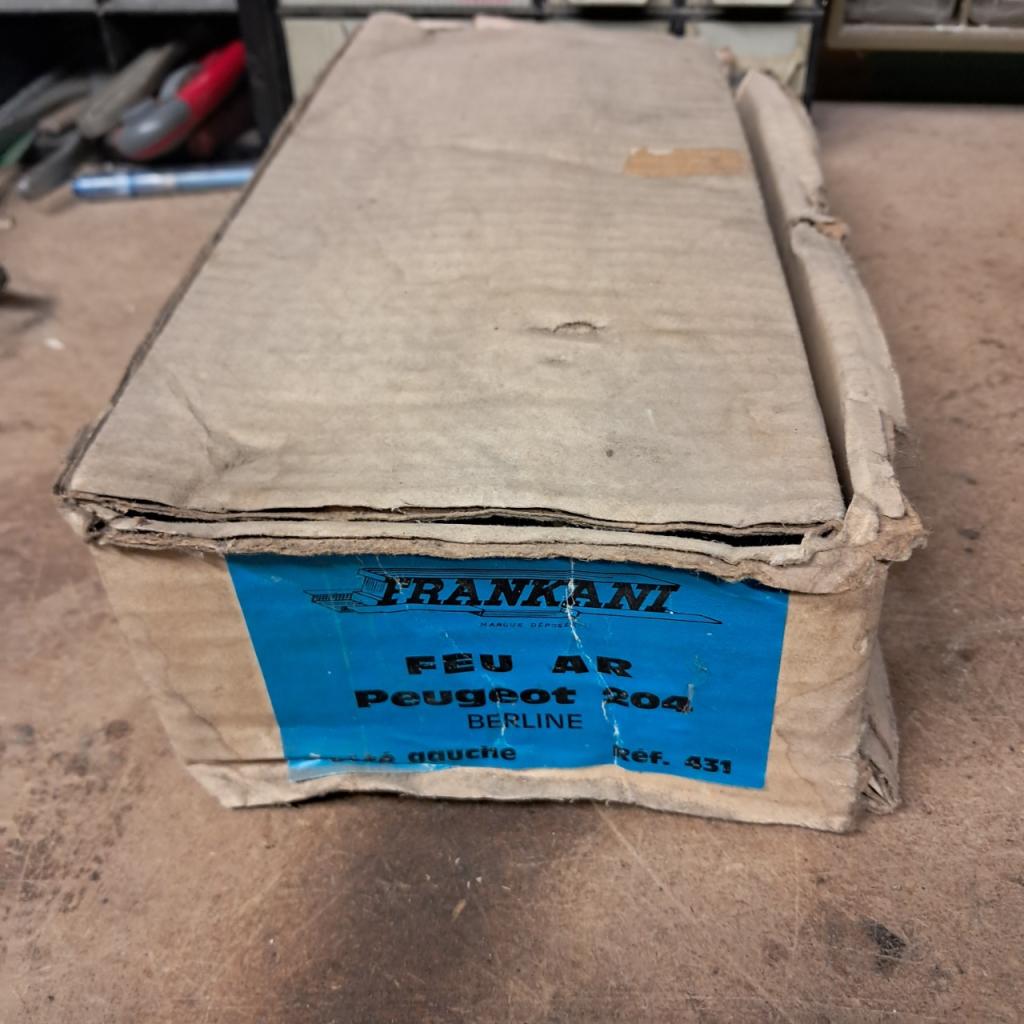 FRANKANI
MARQUE DÉPOSÉE
FEU AR
Peugeot 204
BERLINE
gauche Réf. 431